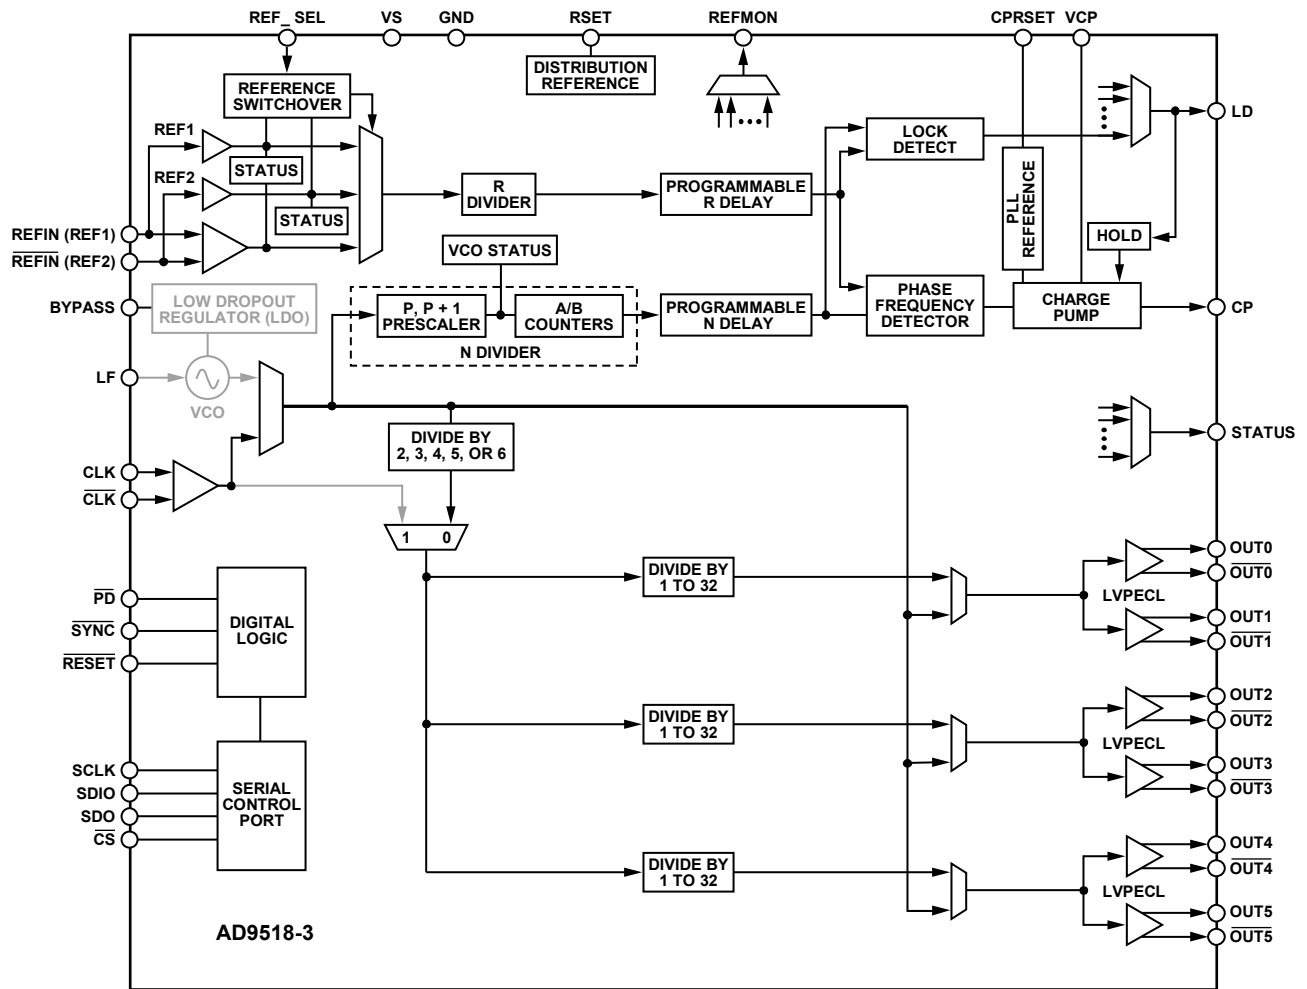 REF_ SEL
VS
GND
RSET
REFMON
CPRSET
VCP
REFERENCE
SWITCHOVER
DISTRIBUTION
REFERENCE
LD
REF1
STATUS
REF2
STATUS
R
DIVIDER
PROGRAMMABLE
R DELAY
LOCK
DETECT
PLL
REFERENCE
HOLD
REFIN (REF1)
REFIN (REF2)
VCO STATUS
BYPASS
LOW DROPOUT
REGULATOR (LDO)
P, P + 1
PRESCALER
A/B
COUNTERS
N DIVIDER
PROGRAMMABLE
N DELAY
PHASE
FREQUENCY
DETECTOR
CHARGE
PUMP
CP
LF
VCO
STATUS
DIVIDE BY
2, 3, 4, 5, OR 6
CLK
CLK
1
0
DIVIDE BY
1 TO 32
LVPECL
OUT0
OUT0
OUT1
OUT1
PD
SYNC
RESET
DIGITAL
LOGIC
DIVIDE BY
1 TO 32
LVPECL
OUT2
OUT2
OUT3
OUT3
SCLK
SDIO
SDO
CS
SERIAL
CONTROL
PORT
DIVIDE BY
1 TO 32
LVPECL
OUT4
OUT4
OUT5
OUT5
AD9518-3